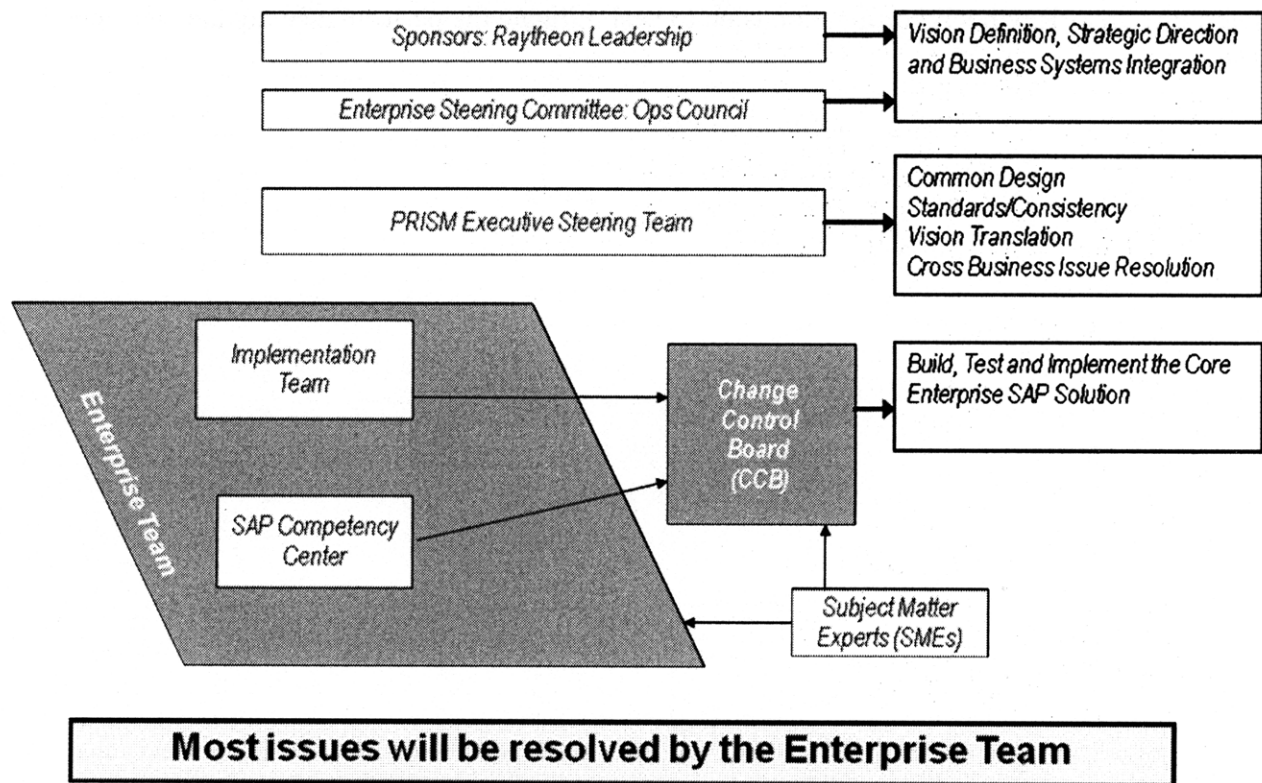 Sponsors: Raytheon Leadership
Vision Definition, Strategic Direction
and Business Systems Integration
Enterprise Steering Committee: Ops Council
PRISM Executive Steering Team
Common Design
Standards/Consistency
Vision Translation
Cross Business Issue Resolution
Enterprise Team
Implementation
Team
SAP Competency
Center
Change
Control
Board
(CCB)
Build, Test and Implement the Core
Enterprise SAP Solution
Subject Matter
Experts (SMEs)
Most issues will be resolved by the Enterprise Team